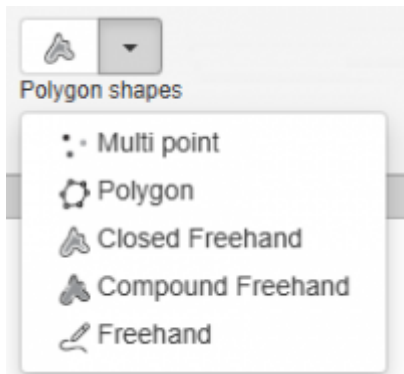 Polygon shapes
Multi point
Polygon
Closed Freehand
Compound Freehand
Freehand